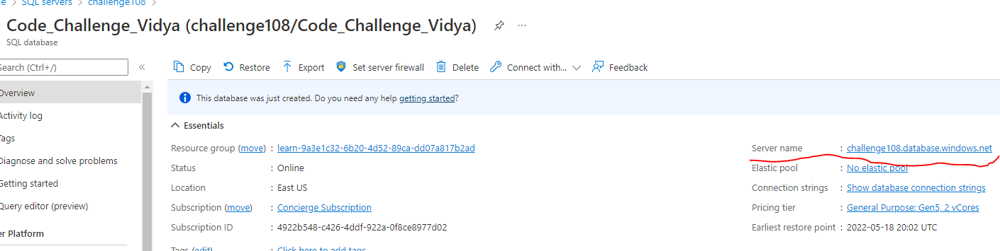 SQL servers > challenge108 >
Code_Challenge_Vidya (challenge108/Code_Challenge_Vidya) ...
SQL database
Search (Ctrl+/) «
Copy Restore Export Set server firewall Delete Connect with... Feedback
Overview
This database was just created. Do you need any help getting started?
Activity log
Essentials
Tags
Resource group (move) : learn-9a3e1c32-6b20-4d52-89ca-dd07a817b2ad
Server name : challenge108.database.windows.net
Diagnose and solve problems
Status : Online
Elastic pool : No elastic pool
Getting started
Location : East US
Connection strings : Show database connection strings
Query editor (preview)
Subscription (move) : Concierge Subscription
Pricing tier : General Purpose: Gen5, 2 vCores
Subscription ID : 4922b548-c426-4ddf-922a-0f8ce8977d02
Earliest restore point : 2022-05-18 20:02 UTC
er Platform
Tags (edit) : Click here to add tags